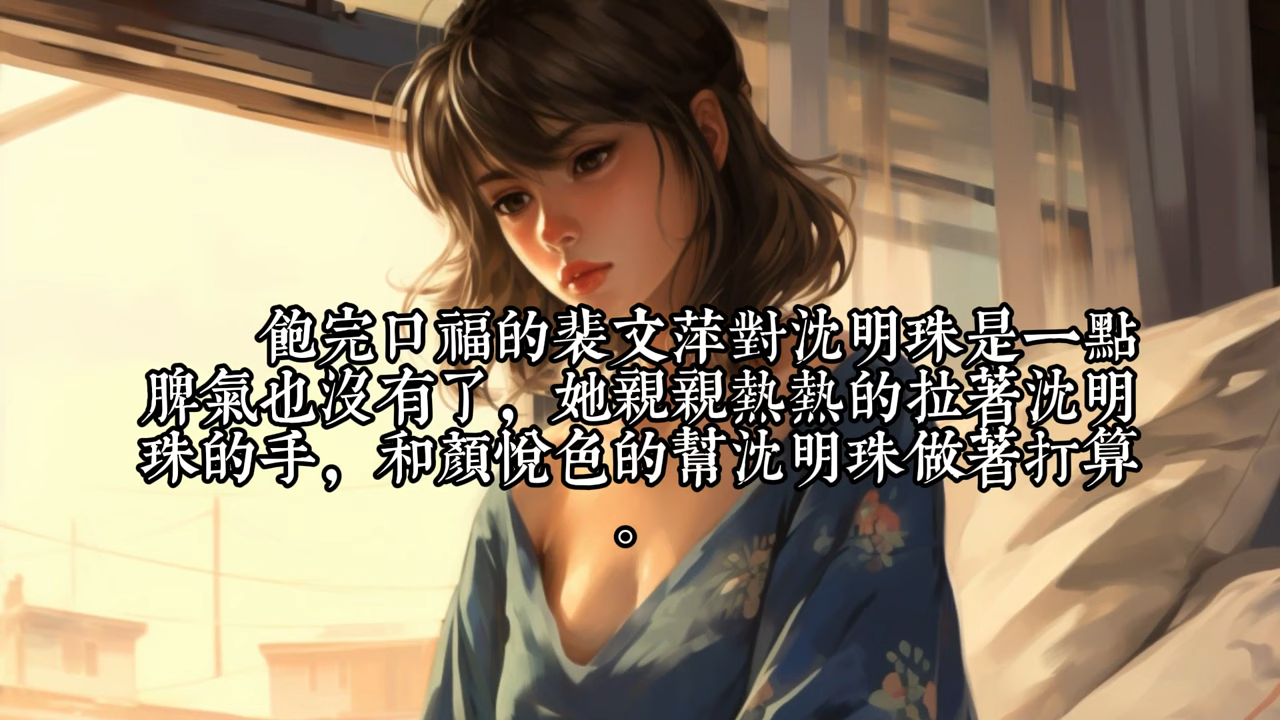 飽完口福的裴文萍對沈明珠是一點
脾氣也沒有了，她親親熱熱的拉著沈明
珠的手，和顏悅色的幫沈明珠做著打算
。